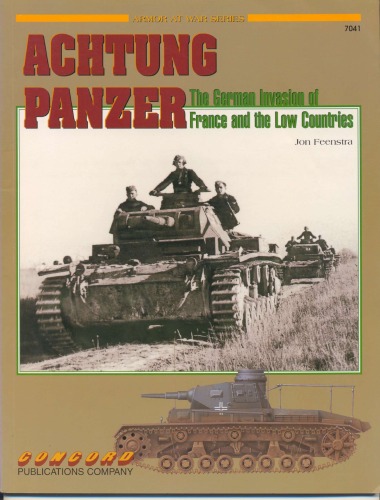 ARMOR AT WAR SERIES
7041
ACHTUNG
PANZER
The German Invasion of
France and the Low Countries
Jon Feenstra
CONCORD
PUBLICATIONS COMPANY